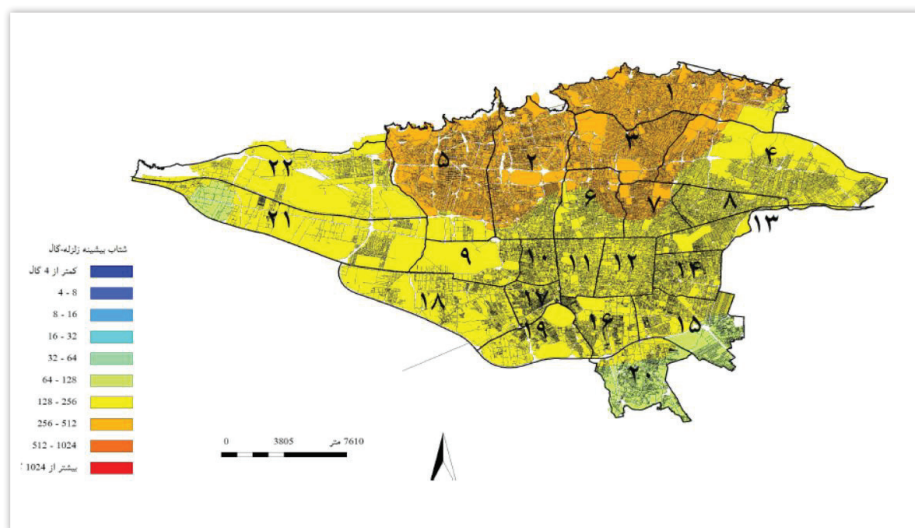 ۱
۳
۴
۵
۲
۲۲
۶
۷
۸
۲۱
۱۳
۹
۱۰
۱۱
۱۲
۱۴
۱۸
۱۷
۱۹
۱۶
۱۵
۲۰
شتاب بیشینه زلزله-گال
کمتر از 4 گال
4 - 8
8 - 16
16 - 32
32 - 64
64 - 128
128 - 256
256 - 512
512 - 1024
بیشتر از 1024
0 3805 7610 متر